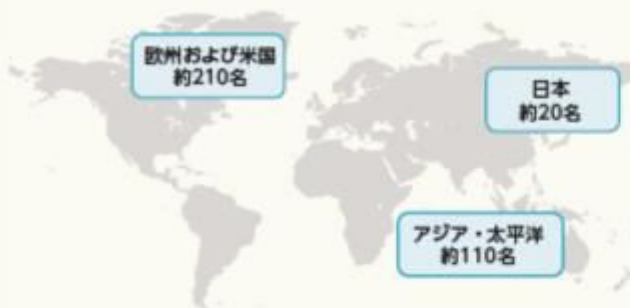 欧州および米国
約210名
日本
約20名
アジア・太平洋
約110名